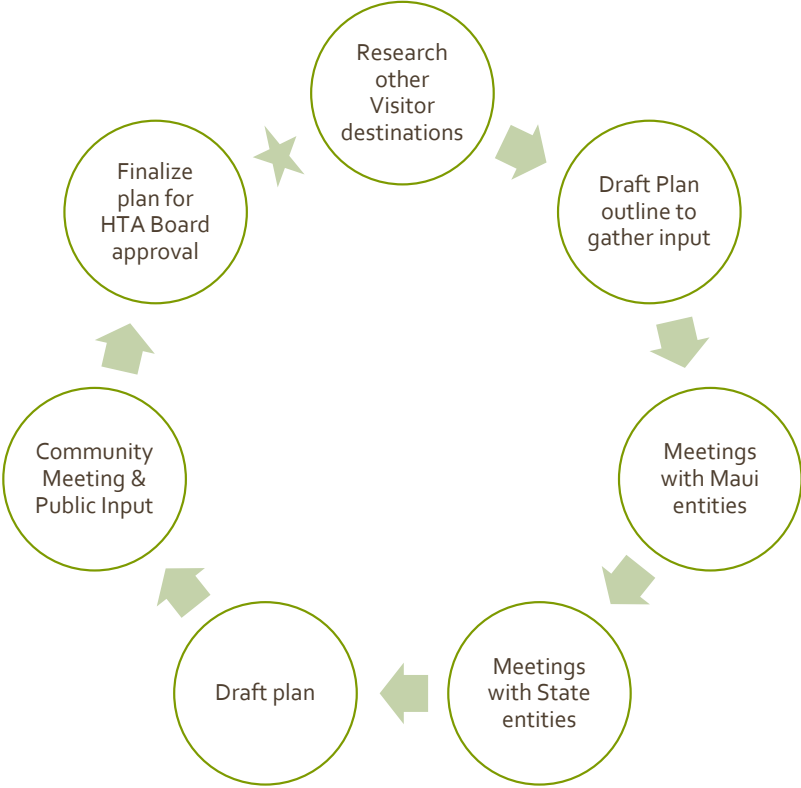 Research
other
Visitor
destinations
Draft Plan
outline to
gather input
Meetings
with Maui
entities
Meetings
with State
entities
Draft plan
Community
Meeting &
Public Input
Finalize
plan for
HTA Board
approval